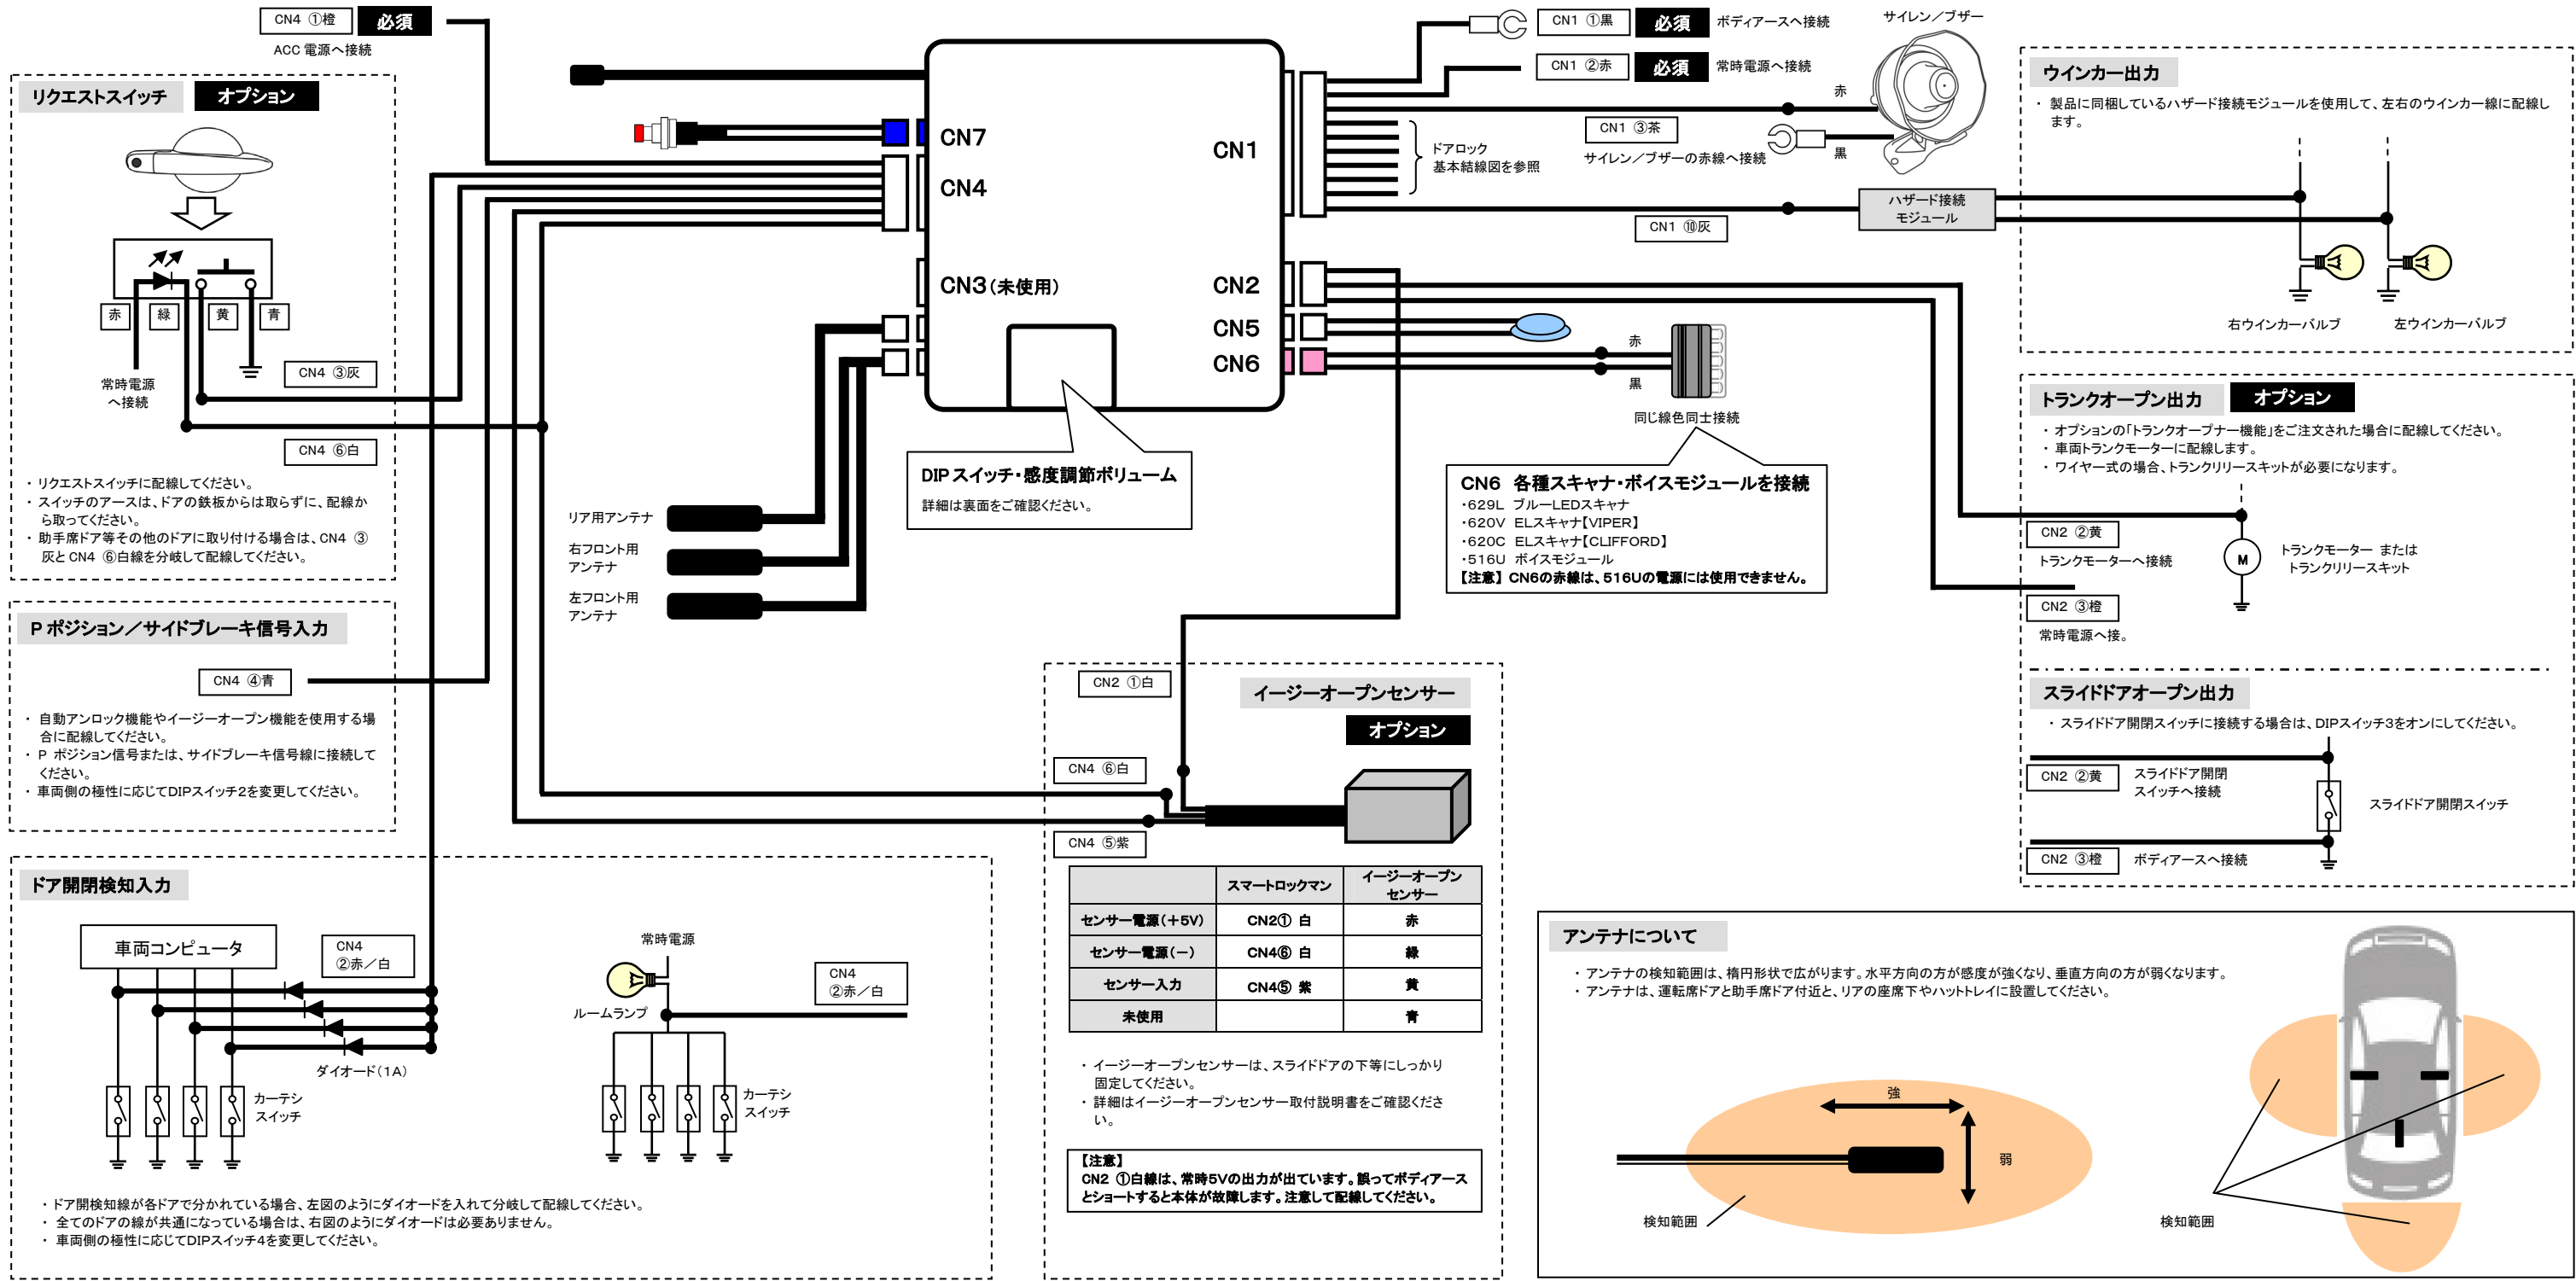 CN4 ①橙
必須
ACC 電源へ接続
リクエストスイッチ
オプション
赤
緑
黄
青
常時電源
へ接続
CN4 ③灰
CN4 ⑥白
・ リクエストスイッチに配線してください。
・ スイッチのアースは、ドアの鉄板からは取らずに、配線か
ら取ってください。
・ 助手席ドア等その他のドアに取り付ける場合は、CN4 ③
灰と CN4 ⑥白線を分岐して配線してください。
P ポジション／サイドブレーキ信号入力
CN4 ④青
・ 自動アンロック機能やイージーオープン機能を使用する場
合に配線してください。
・ P ポジション信号または、サイドブレーキ信号線に接続して
ください。
・ 車両側の極性に応じてDIPスイッチ2を変更してください。
ドア開閉検知入力
車両コンピュータ
CN4
②赤／白
ダイオード(1A)
カーテシ
スイッチ
常時電源
ルームランプ
CN4
②赤／白
カーテシ
スイッチ
・ ドア開検知線が各ドアで分かれている場合、左図のようにダイオードを入れて分岐して配線してください。
・ 全てのドアの線が共通になっている場合は、右図のようにダイオードは必要ありません。
・ 車両側の極性に応じてDIPスイッチ4を変更してください。
CN7
CN4
CN3(未使用)
CN1
CN2
CN5
CN6
DIP スイッチ・感度調節ボリューム
詳細は裏面をご確認ください。
リア用アンテナ
右フロント用
アンテナ
左フロント用
アンテナ
CN1 ①黒
必須
ボディアースへ接続
CN1 ②赤
必須
常時電源へ接続
サイレン／ブザー
赤
CN1 ③茶
サイレン／ブザーの赤線へ接続
黒
ドアロック
基本結線図を参照
CN1 ⑩灰
ハザード接続
モジュール
赤
黒
同じ線色同士接続
CN6 各種スキャナ・ボイスモジュールを接続
・629L ブルーLEDスキャナ
・620V ELスキャナ【VIPER】
・620C ELスキャナ【CLIFFORD】
・516U ボイスモジュール
【注意】 CN6の赤線は、516Uの電源には使用できません。
ウインカー出力
・ 製品に同梱しているハザード接続モジュールを使用して、左右のウインカー線に配線し
ます。
右ウインカーバルブ
左ウインカーバルブ
トランクオープン出力
オプション
・ オプションの「トランクオープナー機能」をご注文された場合に配線してください。
・ 車両トランクモーターに配線します。
・ ワイヤー式の場合、トランクリリースキットが必要になります。
CN2 ②黄
トランクモーターへ接続
M
トランクモーター または
トランクリリースキット
CN2 ③橙
常時電源へ接。
スライドドアオープン出力
・ スライドドア開閉スイッチに接続する場合は、DIPスイッチ3をオンにしてください。
CN2 ②黄
スライドドア開閉
スイッチへ接続
スライドドア開閉スイッチ
CN2 ③橙
ボディアースへ接続
CN2 ①白
イージーオープンセンサー
オプション
CN4 ⑥白
CN4 ⑤紫
スマートロックマン
イージーオープン
センサー
センサー電源(＋5V) CN2① 白 赤
センサー電源(－) CN4⑥ 白 緑
センサー入力 CN4⑤ 紫 黄
未使用 青
・ イージーオープンセンサーは、スライドドアの下等にしっかり
固定してください。
・ 詳細はイージーオープンセンサー取付説明書をご確認くださ
い。
【注意】
CN2 ①白線は、常時5Vの出力が出ています。誤ってボディアース
とショートすると本体が故障します。注意して配線してください。
アンテナについて
・ アンテナの検知範囲は、楕円形状で広がります。水平方向の方が感度が強くなり、垂直方向の方が弱くなります。
・ アンテナは、運転席ドアと助手席ドア付近と、リアの座席下やハットトレイに設置してください。
強
弱
検知範囲
検知範囲